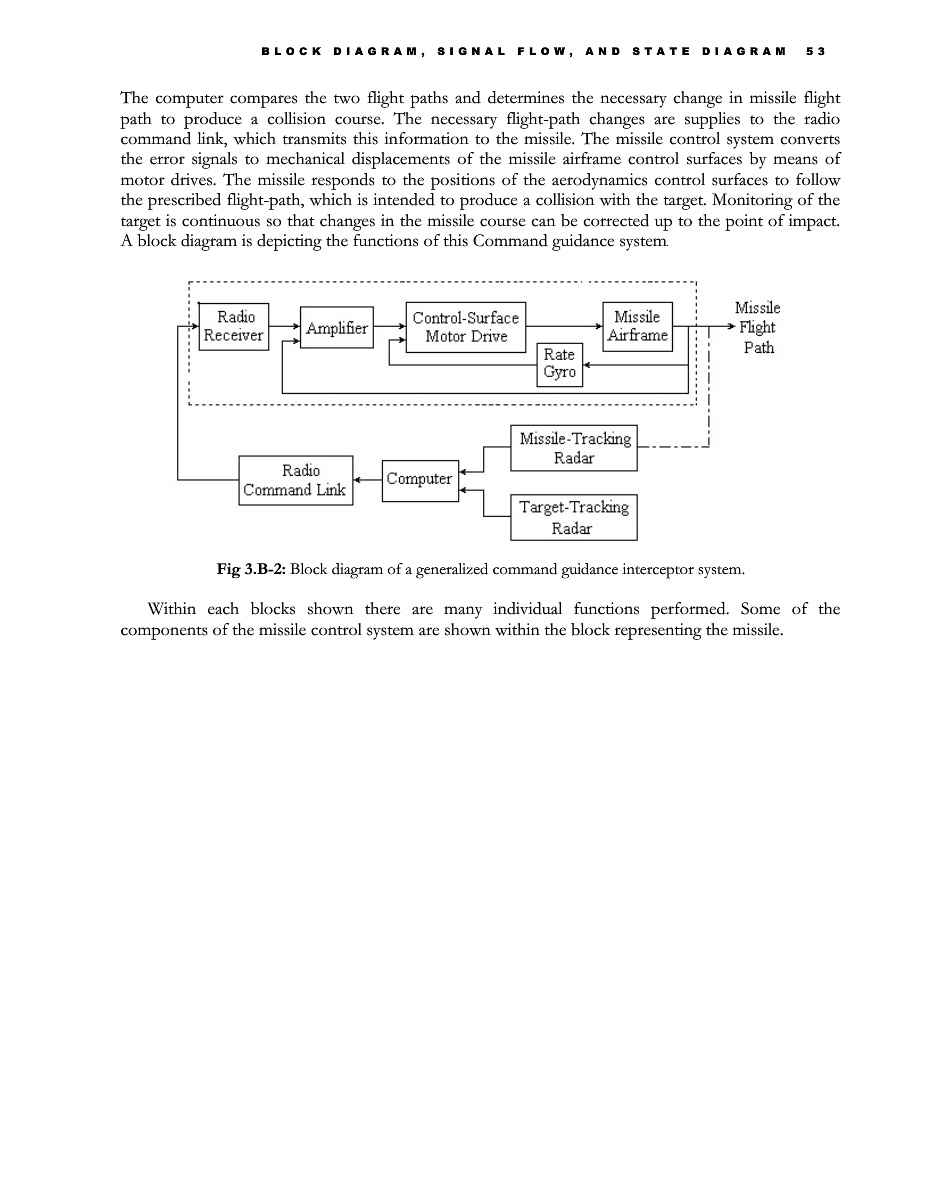 BLOCK DIAGRAM, SIGNAL FLOW, AND STATE DIAGRAM 53
The computer compares the two flight paths and determines the necessary change in missile flight
path to produce a collision course. The necessary flight-path changes are supplies to the radio
command link, which transmits this information to the missile. The missile control system converts
the error signals to mechanical displacements of the missile airframe control surfaces by means of
motor drives. The missile responds to the positions of the aerodynamics control surfaces to follow
the prescribed flight-path, which is intended to produce a collision with the target. Monitoring of the
target is continuous so that changes in the missile course can be corrected up to the point of impact.
A block diagram is depicting the functions of this Command guidance system.
Radio
Receiver
Amplifier
Control-Surface
Motor Drive
Missile
Airframe
Missile
Flight
Path
Rate
Gyro
Missile-Tracking
Radar
Radio
Command Link
Computer
Target-Tracking
Radar
Fig 3.B-2: Block diagram of a generalized command guidance interceptor system.
Within each blocks shown there are many individual functions performed. Some of the
components of the missile control system are shown within the block representing the missile.